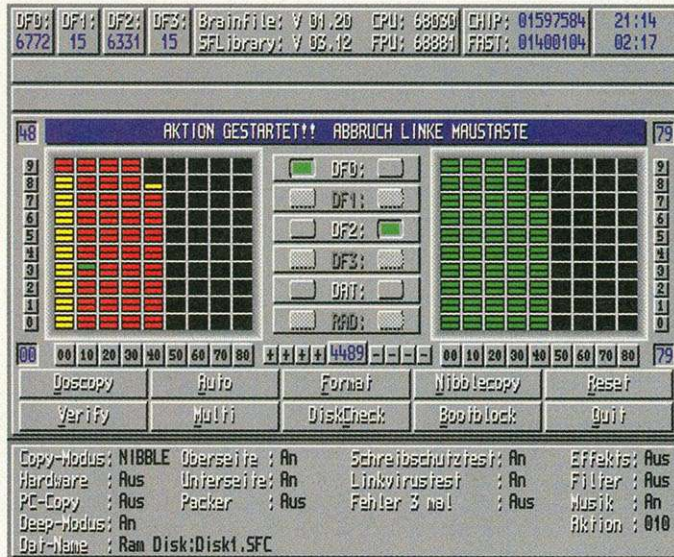 DF0: DF1: DF2: DF3: Brainfile: V 01.20 CPU: 68030 CHIP: 01597584 21:14
6772 15 6331 15 SFLibrary: V 03.12 FPU: 68881 FAST: 01400104 02:17
48 AKTION GESTARTET!! ABBRUCH LINKE MAUSTASTE 79
9 DF0: 9
8 8
7 DF1: 7
6 6
5 DF2: 5
4 4
3 DF3: 3
2 DAT: 2
1 1
0 RAD: 0
00 00 10 20 30 40 50 60 70 80 + + + + 4489 - - - - 00 10 20 30 40 50 60 70 80 79
Doscopy Auto Format Nibblecopy Reset
Verify Multi DiskCheck Bootblock Quit
Copy-Modus: NIBBLE Oberseite : An Schreibschutztest: An Effekts: Aus
Hardware : Aus Unterseite: An Linkvirustest : An Filter : Aus
PC-Copy : Aus Packer : Aus Fehler 3 mal : Aus Musik : An
Deep-Modus: An Aktion : 010
Dat-Name : Ram Disk:Disk1.SFC